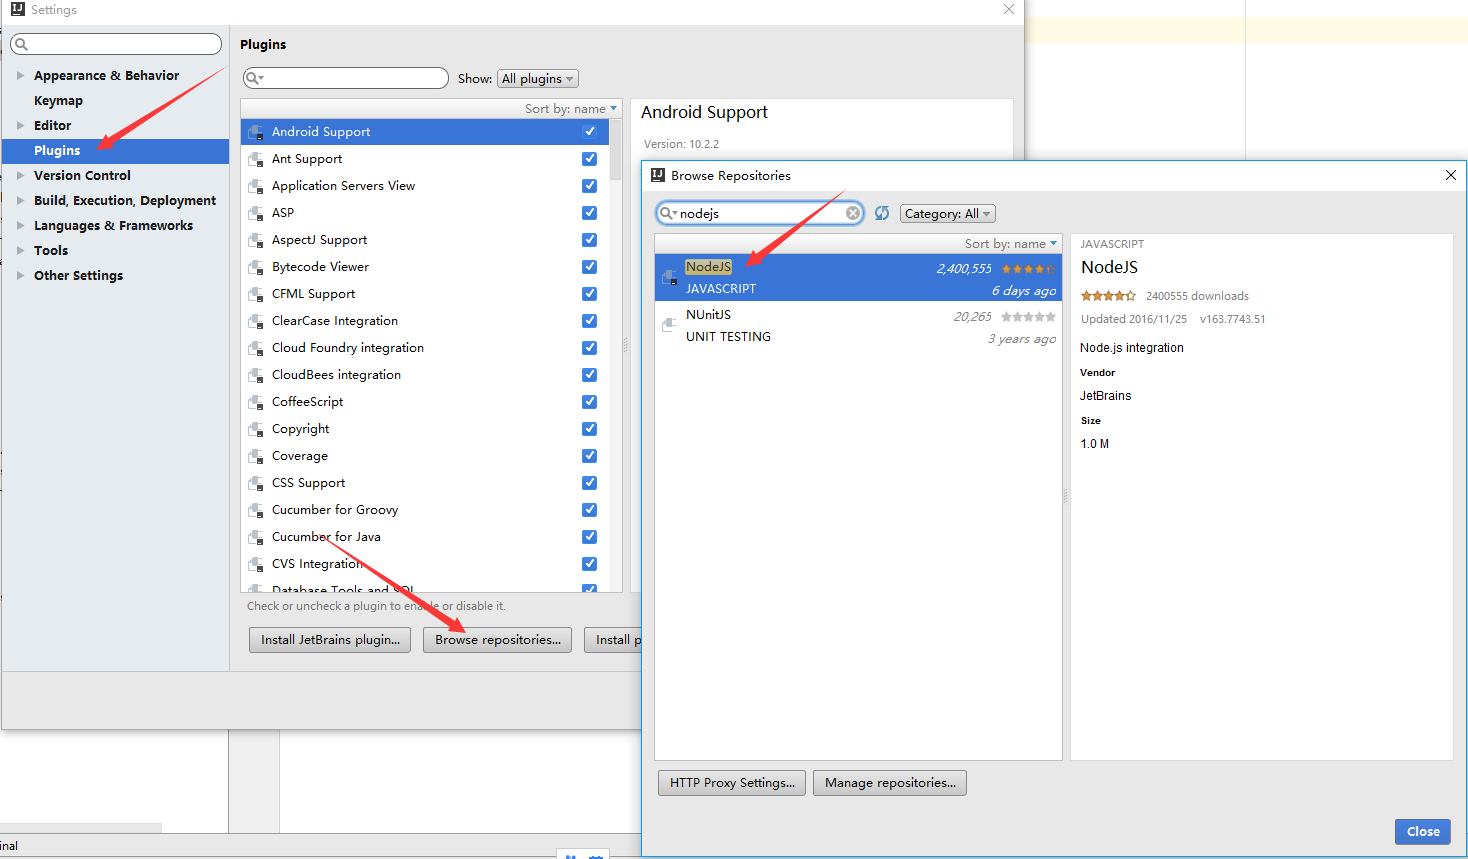 Settings
Appearance & Behavior
Keymap
Editor
Plugins
Version Control
Build, Execution, Deployment
Languages & Frameworks
Tools
Other Settings
Plugins
Show: All plugins
Sort by: name
Android Support
Ant Support
Application Servers View
ASP
AspectJ Support
Bytecode Viewer
CFML Support
ClearCase Integration
Cloud Foundry integration
CloudBees integration
CoffeeScript
Copyright
Coverage
CSS Support
Cucumber for Groovy
Cucumber for Java
CVS Integration
Database Tools and SQL
Check or uncheck a plugin to enable or disable it.
Install JetBrains plugin...
Browse repositories...
Install p
Android Support
Version: 10.2.2
Browse Repositories
nodejs
Category: All
Sort by: name
NodeJS 2,400,555
JAVASCRIPT 6 days ago
NUnitJS 20,265
UNIT TESTING 3 years ago
JAVASCRIPT
NodeJS
2400555 downloads
Updated 2016/11/25 v163.7743.51
Node.js integration
Vendor
JetBrains
Size
1.0 M
HTTP Proxy Settings...
Manage repositories...
Close
inal